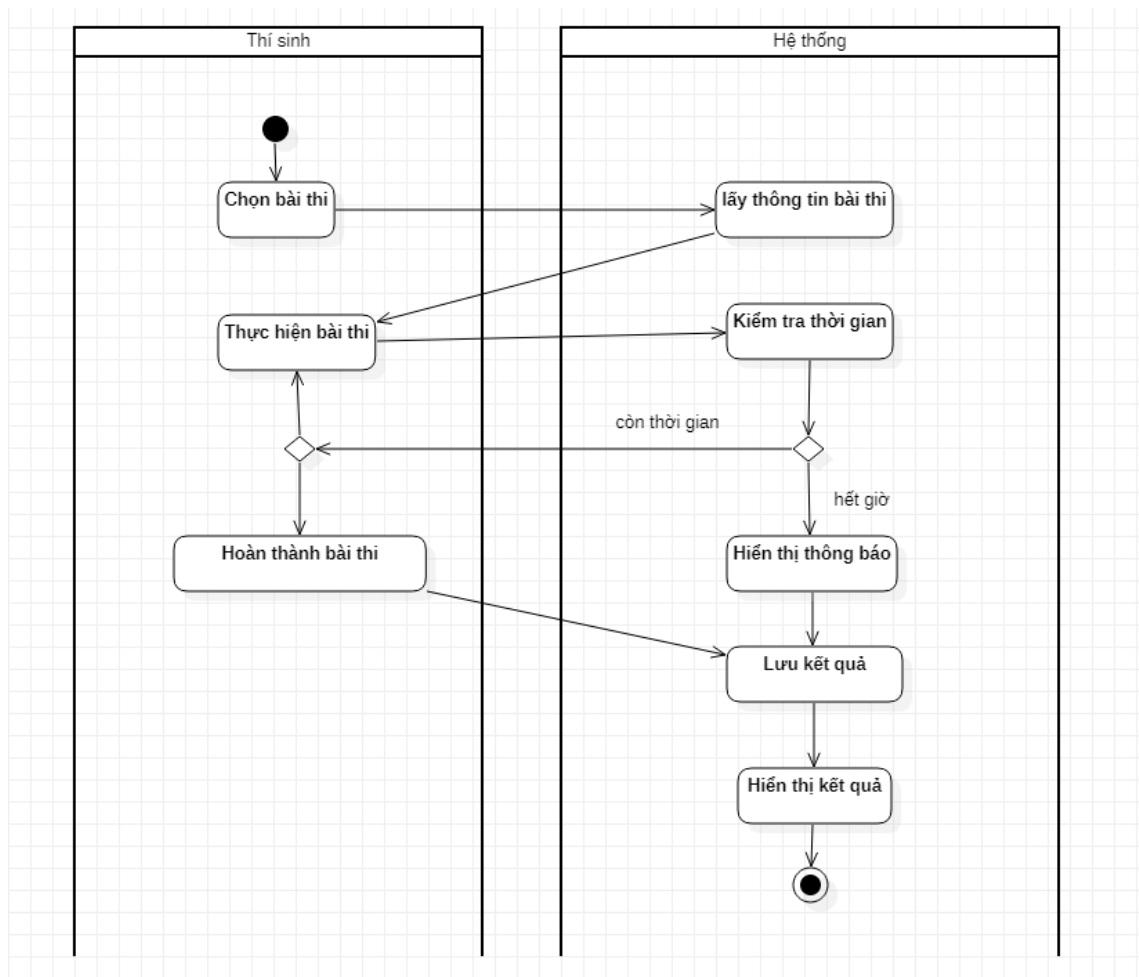 Thí sinh
Hệ thống
Chọn bài thi
lấy thông tin bài thi
Thực hiện bài thi
Kiểm tra thời gian
còn thời gian
hết giờ
Hoàn thành bài thi
Hiển thị thông báo
Lưu kết quả
Hiển thị kết quả